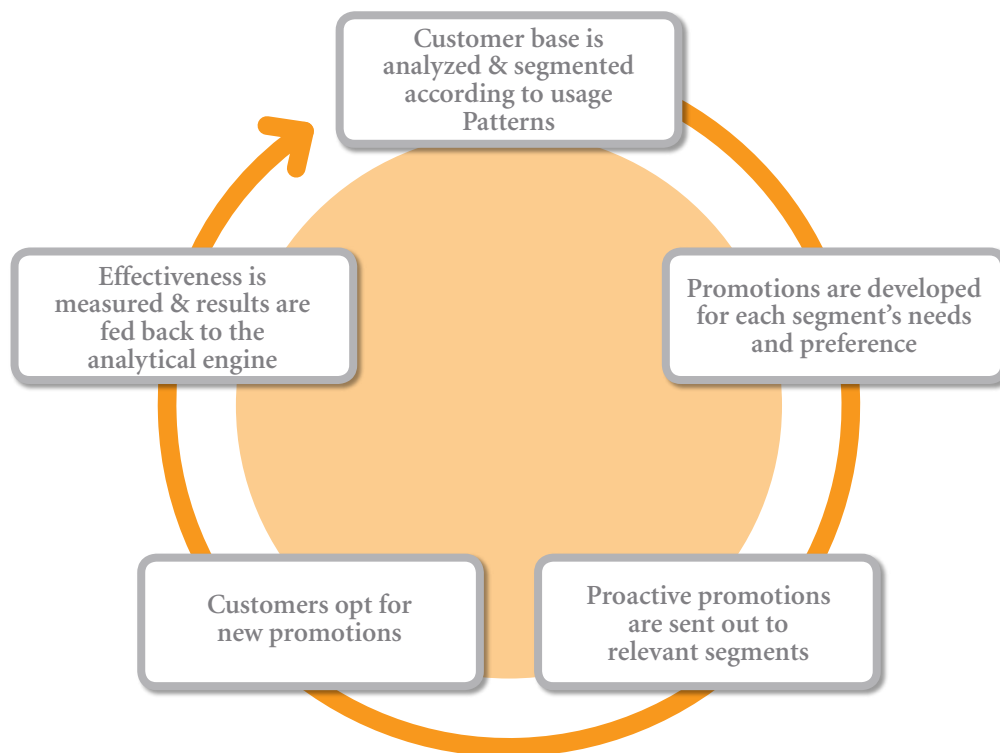 Customer base is
analyzed & segmented
according to usage
Patterns
Promotions are developed
for each segment’s needs
and preference
Proactive promotions
are sent out to
relevant segments
Customers opt for
new promotions
Effectiveness is
measured & results are
fed back to the
analytical engine